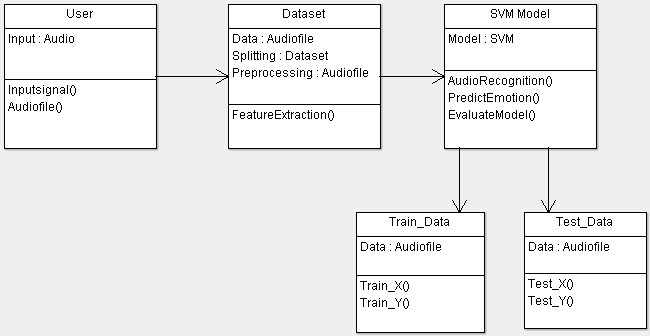 User
Input : Audio
Inputsignal()
Audiofile()
Dataset
Data : Audiofile
Splitting : Dataset
Preprocessing : Audiofile
FeatureExtraction()
SVM Model
Model : SVM
AudioRecognition()
PredictEmotion()
EvaluateModel()
Train_Data
Data : Audiofile
Train_X()
Train_Y()
Test_Data
Data : Audiofile
Test_X()
Test_Y()